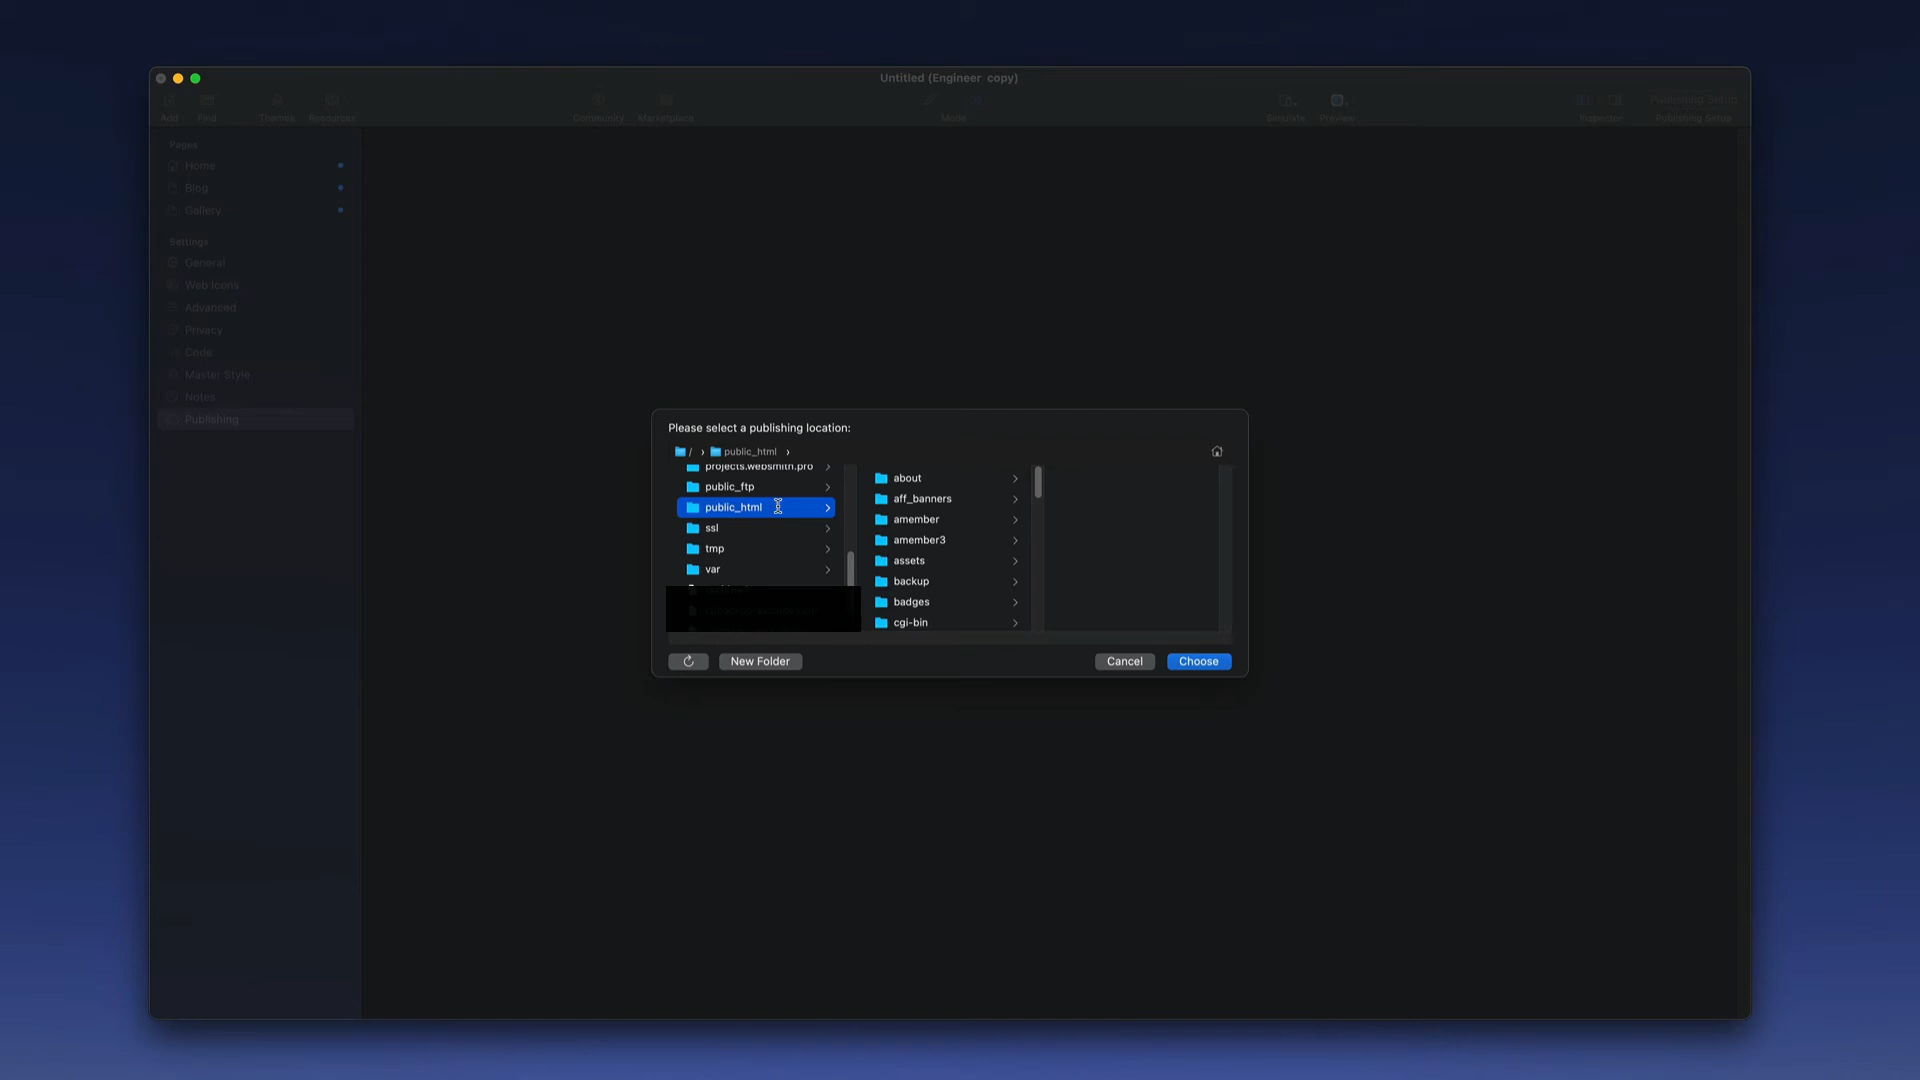 Untitled (Engineer copy)
Add
Find
Themes
Resources
Community
Marketplace
Mode
Simulate
Preview
Inspector
Publishing Setup
Publishing Setup
Pages
Home
Blog
Gallery
Settings
General
Web Icons
Advanced
Privacy
Code
Master Style
Notes
Publishing
Please select a publishing location:
/ › public_html ›
projects.websmith.pro
public_ftp
public_html
ssl
tmp
var
about
aff_banners
amember
amember3
assets
backup
badges
cgi-bin
New Folder
Cancel
Choose